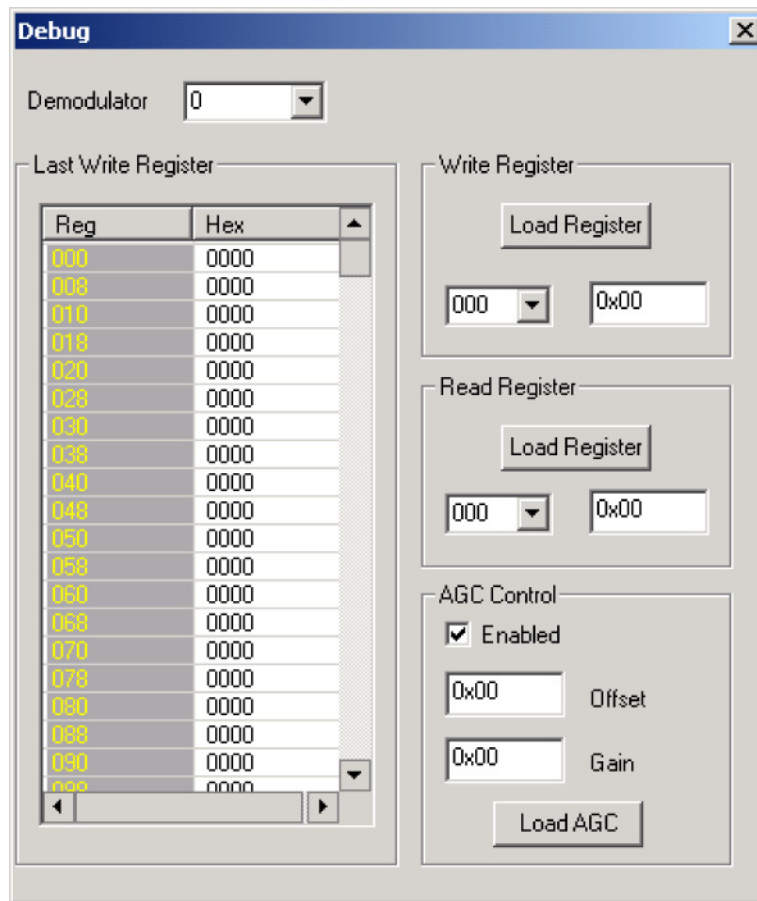 Debug
Demodulator 0
Last Write Register
Reg Hex
000 0000
008 0000
010 0000
018 0000
020 0000
028 0000
030 0000
038 0000
040 0000
048 0000
050 0000
058 0000
060 0000
068 0000
070 0000
078 0000
080 0000
088 0000
090 0000
098 0000
Write Register
Load Register
000 0x00
Read Register
Load Register
000 0x00
AGC Control
Enabled
0x00 Offset
0x00 Gain
Load AGC